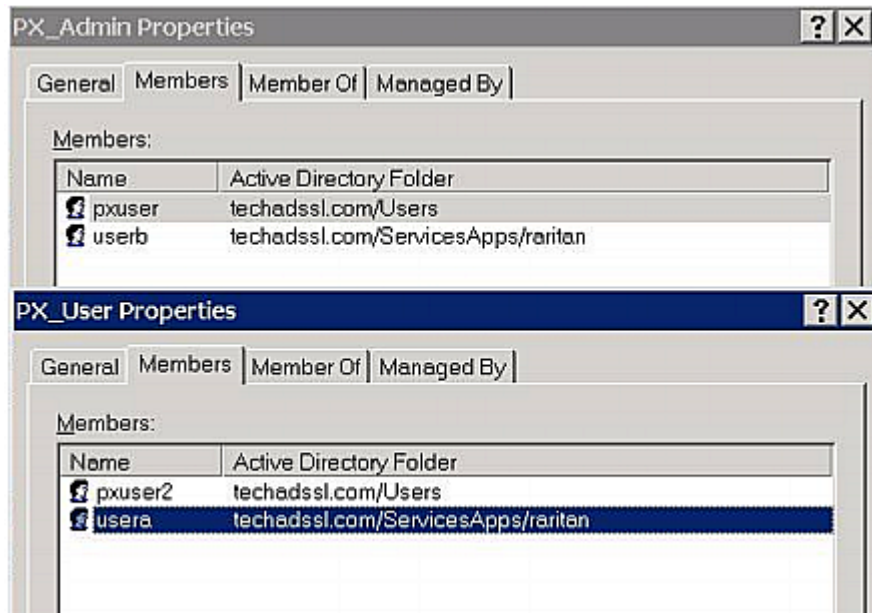 PX_Admin Properties
General Members Member Of Managed By
Members:
Name Active Directory Folder
pxuser techadssl.com/Users
userb techadssl.com/ServicesApps/raritan
PX_User Properties
General Members Member Of Managed By
Members:
Name Active Directory Folder
pxuser2 techadssl.com/Users
usera techadssl.com/ServicesApps/raritan